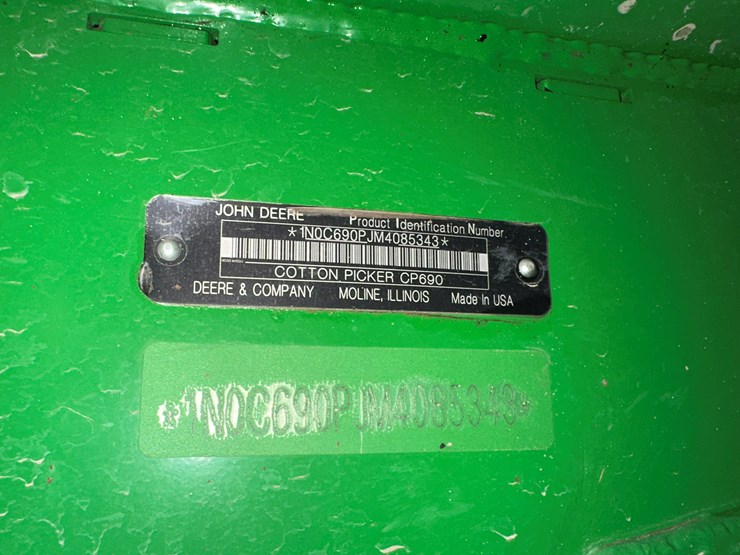 JOHN DEERE Product Identification Number
*1N0C690PJM4085343*
COTTON PICKER CP690
DEERE & COMPANY MOLINE, ILLINOIS Made In USA
*1N0C690PJM4085343*